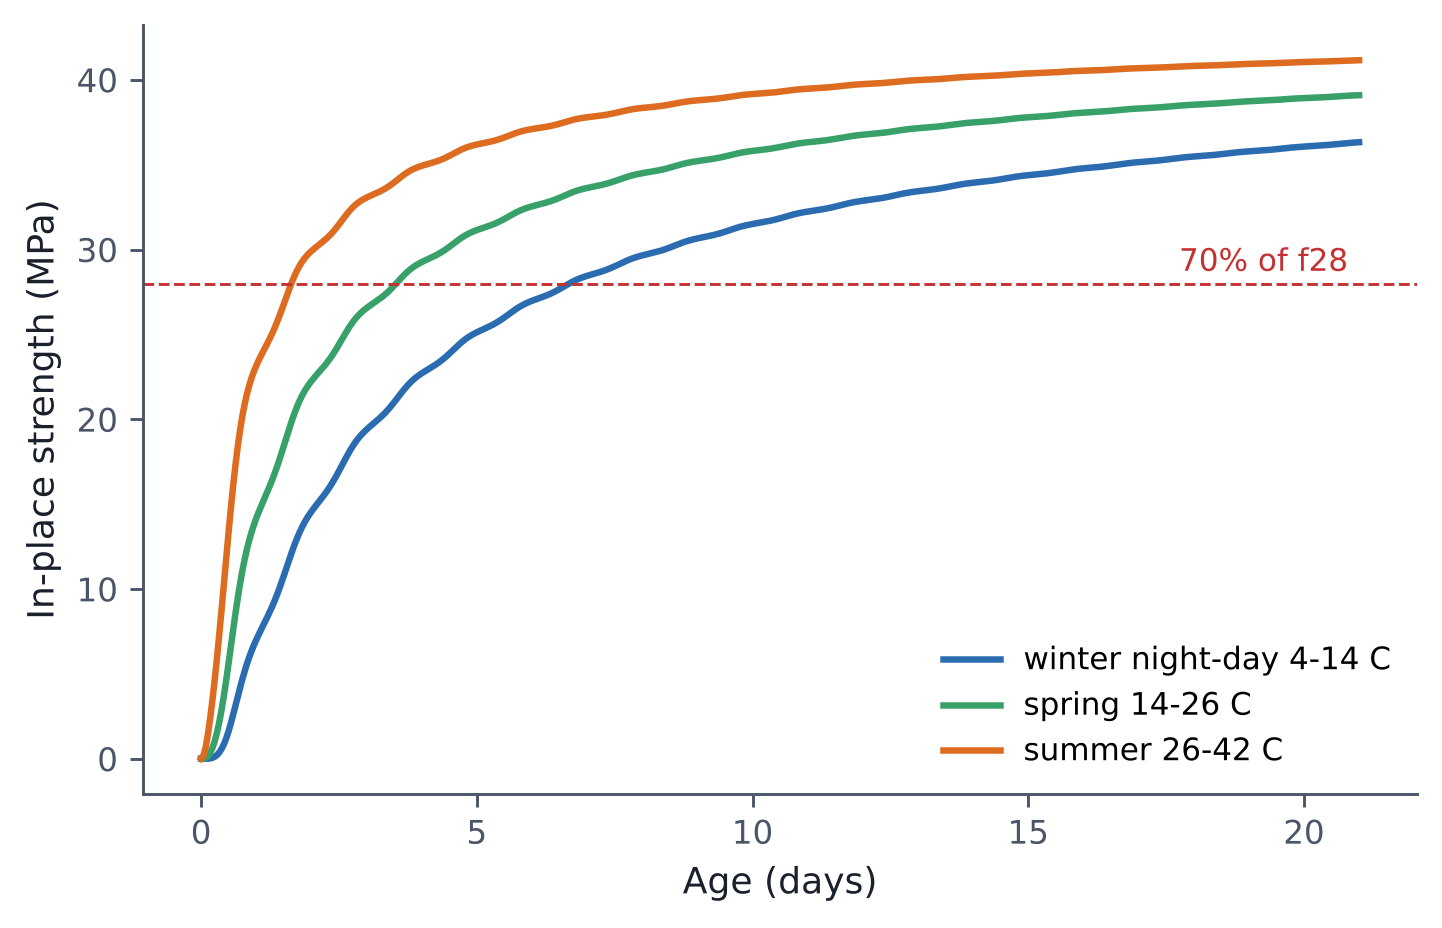 40
30
20
10
0
In-place strength (MPa)
70% of f28
winter night-day 4-14 C
spring 14-26 C
summer 26-42 C
0 5 10 15 20
Age (days)